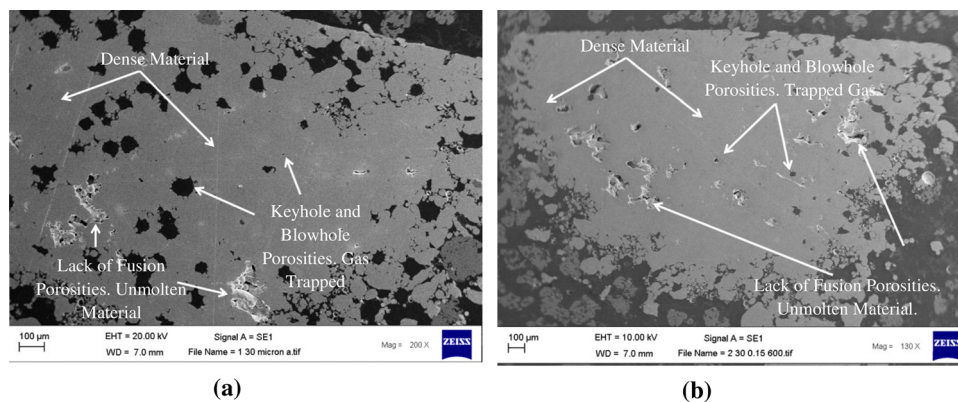 Dense Material
Keyhole and
Blowhole
Porosities. Gas
Trapped
Lack of Fusion
Porosities. Unmolten
Material
100 µm
EHT = 20.00 kV
WD = 7.0 mm
Signal A = SE1
File Name = 1 30 micron a.tif
Mag = 200 X
ZEISS
(a)
Dense Material
Keyhole and Blowhole
Porosities. Trapped Gas.
Lack of Fusion Porosities.
Unmolten Material.
100 µm
EHT = 10.00 kV
WD = 7.0 mm
Signal A = SE1
File Name = 2 30 0.15 600.tif
Mag = 130 X
ZEISS
(b)